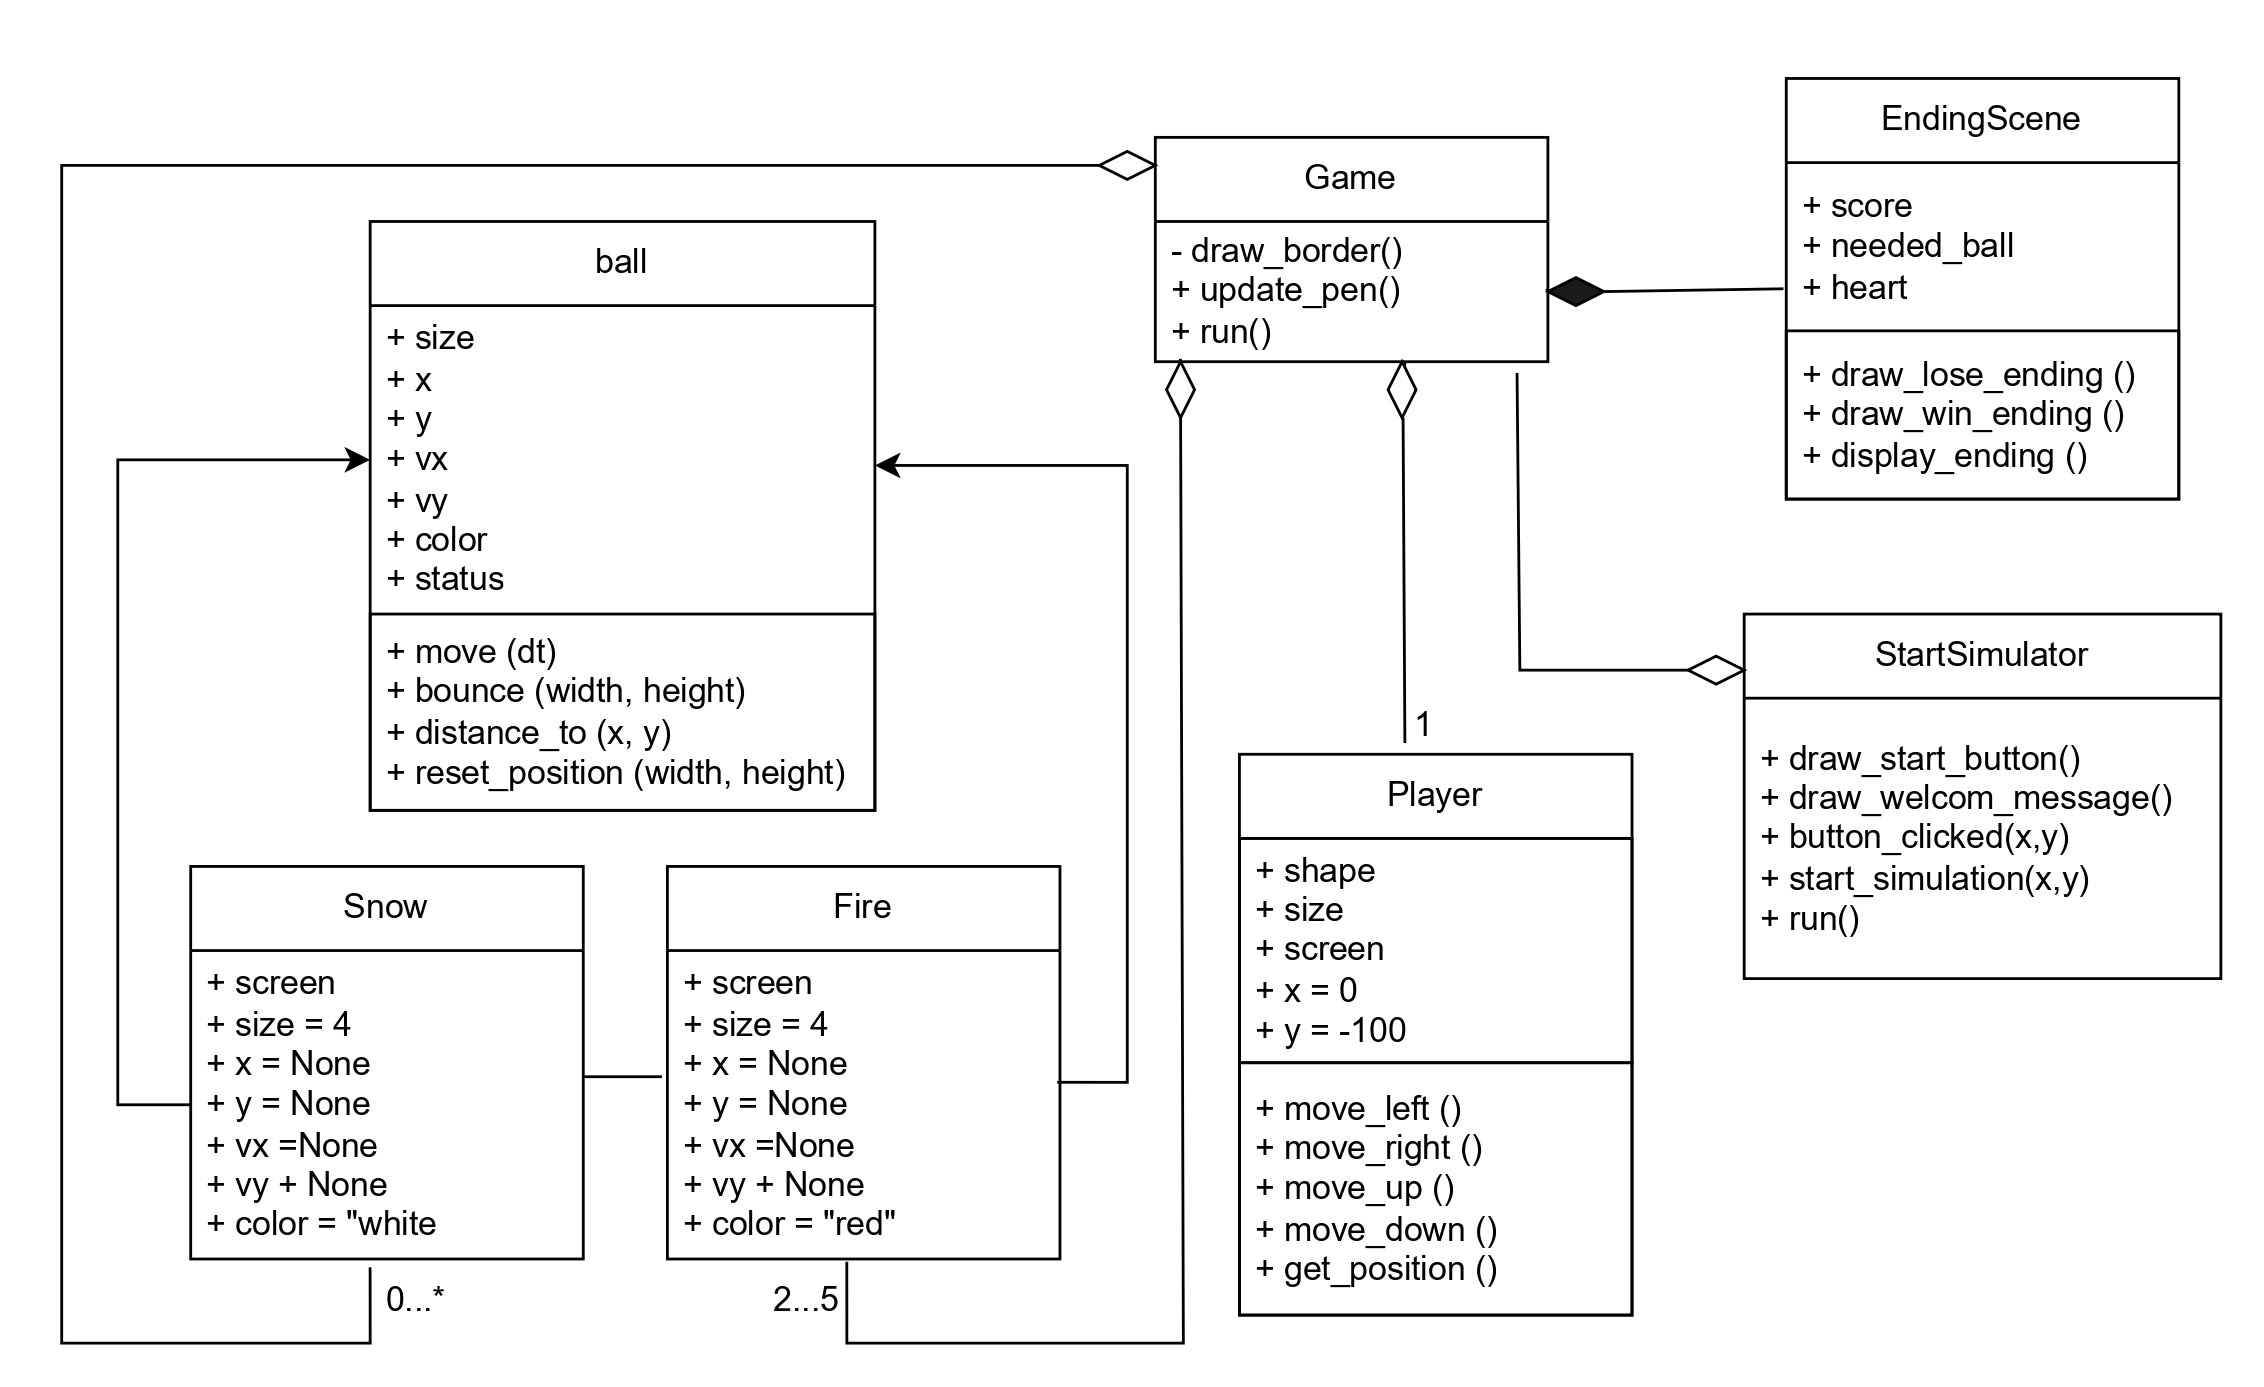 EndingScene
+ score
+ needed_ball
+ heart
+ draw_lose_ending ()
+ draw_win_ending ()
+ display_ending ()
Game
- draw_border()
+ update_pen()
+ run()
ball
+ size
+ x
+ y
+ vx
+ vy
+ color
+ status
+ move (dt)
+ bounce (width, height)
+ distance_to (x, y)
+ reset_position (width, height)
StartSimulator
+ draw_start_button()
+ draw_welcom_message()
+ button_clicked(x,y)
+ start_simulation(x,y)
+ run()
1
Player
+ shape
+ size
+ screen
+ x = 0
+ y = -100
+ move_left ()
+ move_right ()
+ move_up ()
+ move_down ()
+ get_position ()
Snow
+ screen
+ size = 4
+ x = None
+ y = None
+ vx =None
+ vy + None
+ color = "white
0...*
Fire
+ screen
+ size = 4
+ x = None
+ y = None
+ vx =None
+ vy + None
+ color = "red"
2...5